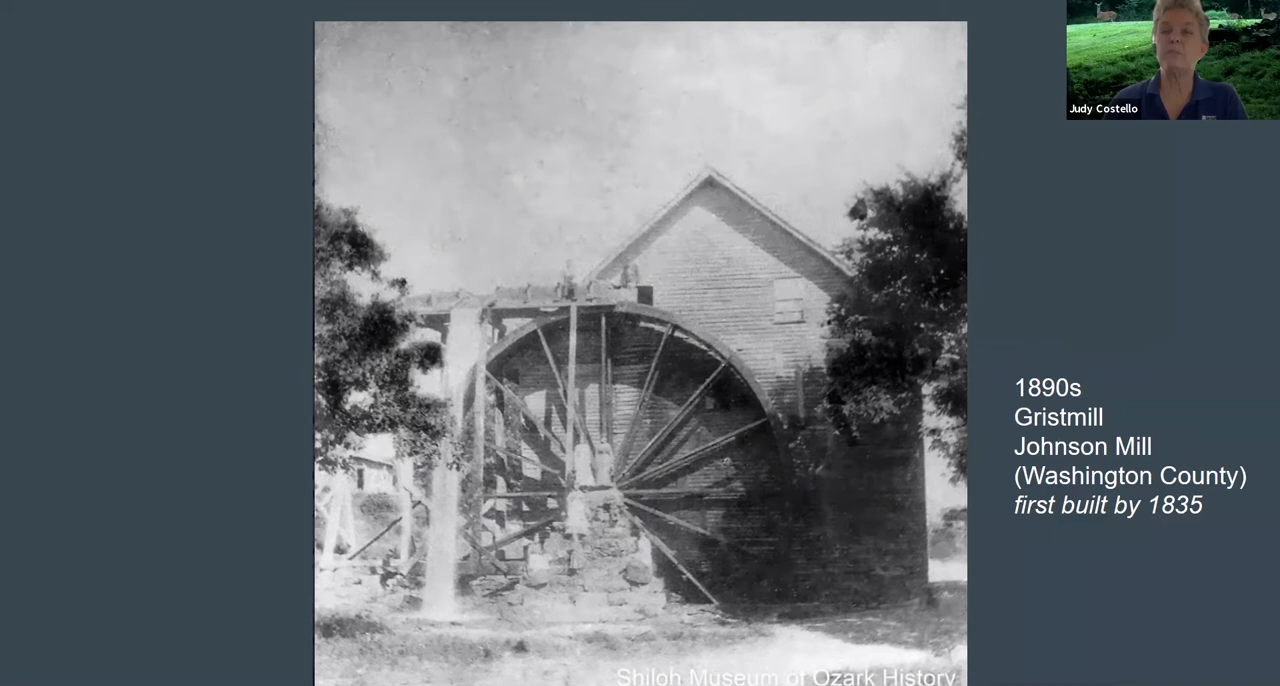 Judy Costello
1890s
Gristmill
Johnson Mill
(Washington County)
first built by 1835
Shiloh Museum of Ozark History